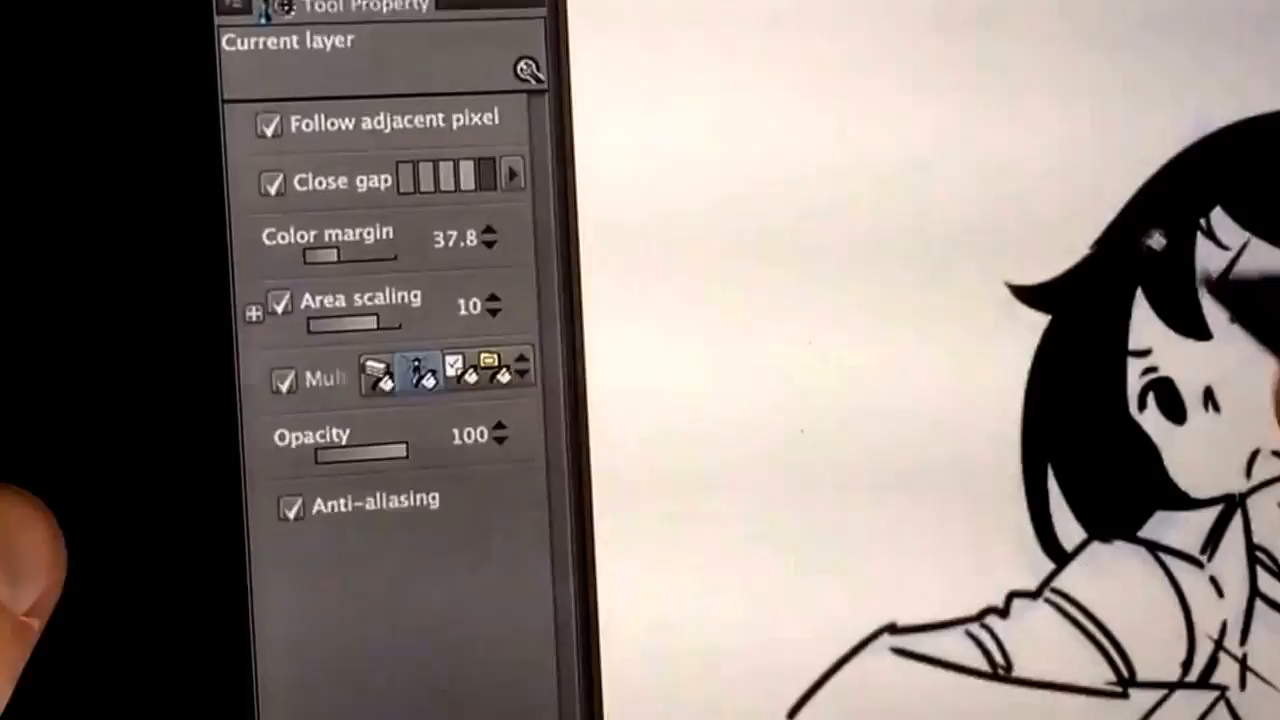 Tool Property
Current layer
Follow adjacent pixel
Close gap
Color margin 37.8
Area scaling 10
Opacity 100
Anti-aliasing